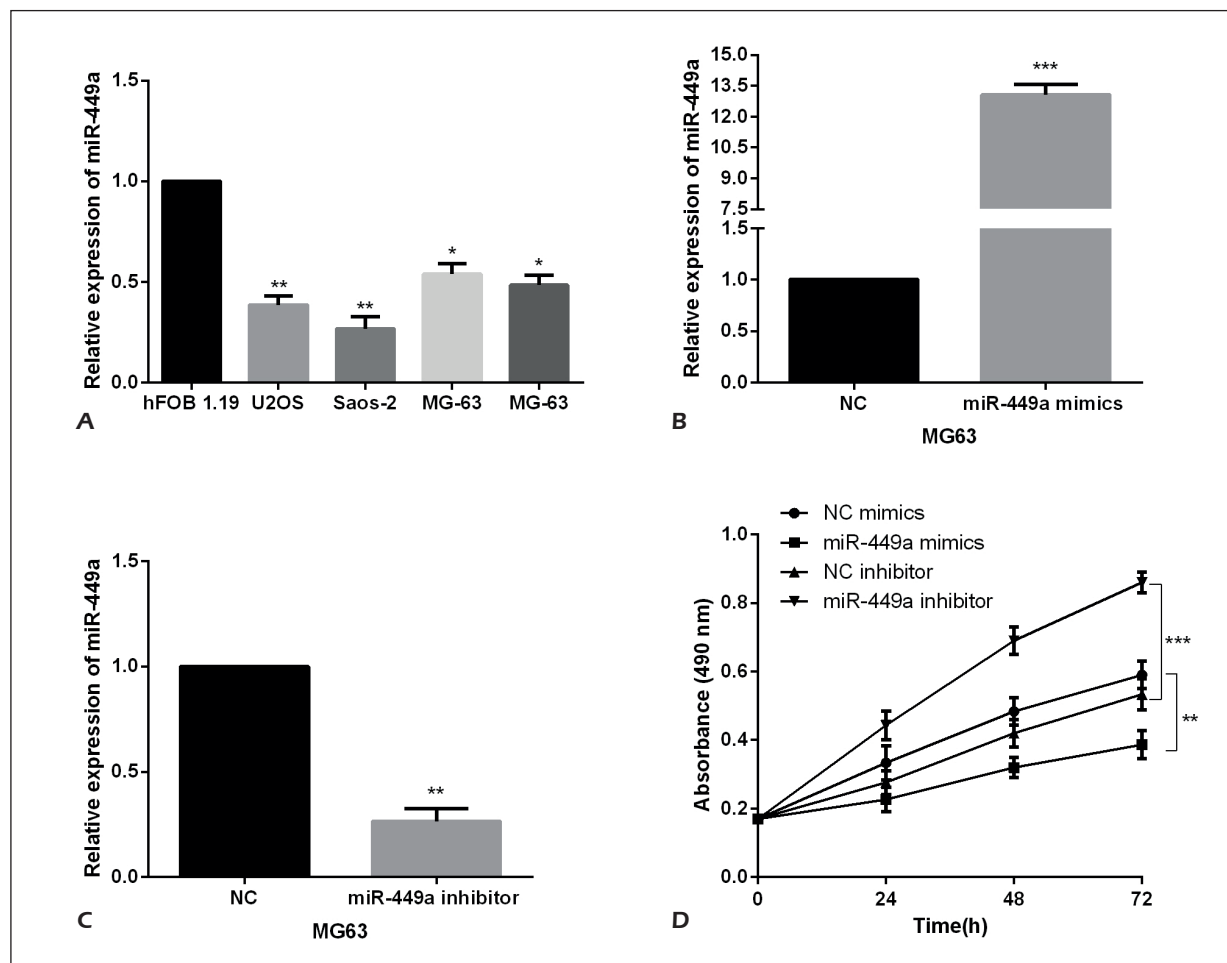 Relative expression of miR-449a
1.5
1.0
0.5
0.0
**
**
*
*
hFOB 1.19 U2OS Saos-2 MG-63 MG-63
A
Relative expression of miR-449a
15.0
13.5
12.0
10.5
9.0
7.5
1.5
1.0
0.5
0.0
***
NC miR-449a mimics
MG63
B
Relative expression of miR-449a
1.5
1.0
0.5
0.0
**
NC miR-449a inhibitor
MG63
C
NC mimics
miR-449a mimics
NC inhibitor
miR-449a inhibitor
Absorbance (490 nm)
1.0
0.8
0.6
0.4
0.2
0.0
***
**
0 24 48 72
Time(h)
D